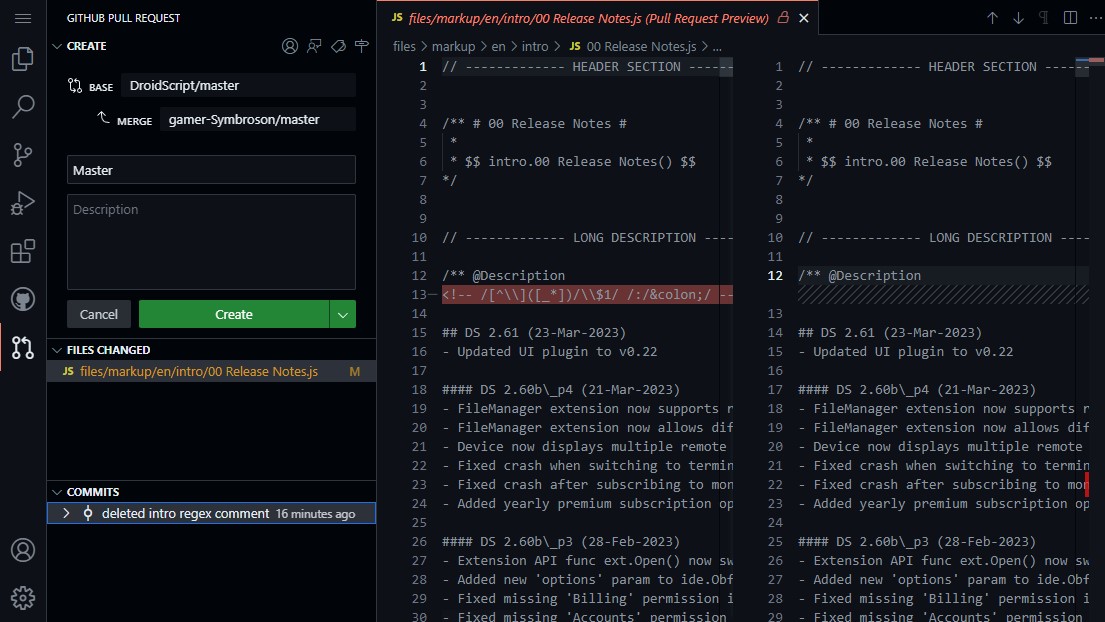 GITHUB PULL REQUEST
CREATE
BASE DroidScript/master
MERGE gamer-Symbroson/master
Master
Description
Cancel Create
FILES CHANGED
JS files/markup/en/intro/00 Release Notes.js M
COMMITS
deleted intro regex comment 16 minutes ago
JS files/markup/en/intro/00 Release Notes.js (Pull Request Preview)
files > markup > en > intro > JS 00 Release Notes.js > ...
1 // ------------- HEADER SECTION ------
2
3
4 /** # 00 Release Notes #
5 *
6 * $$ intro.00 Release Notes() $$
7 */
8
9
10 // ------------- LONG DESCRIPTION ----
11
12 /** @Description
13 <!-- /[^\\]([_*])/\\$1/ /:/&colon;/ --
14
15 ## DS 2.61 (23-Mar-2023)
16 - Updated UI plugin to v0.22
17
18 #### DS 2.60b\_p4 (21-Mar-2023)
19 - FileManager extension now supports r
20 - FileManager extension now allows dif
21 - Device now displays multiple remote
22 - Fixed crash when switching to termin
23 - Fixed crash after subscribing to mon
24 - Added yearly premium subscription op
25
26 #### DS 2.60b\_p3 (28-Feb-2023)
27 - Extension API func ext.Open() now sw
28 - Added new 'options' param to ide.Obf
29 - Fixed missing 'Billing' permission i
30 - Fixed missing 'Accounts' permission
1 // ------------- HEADER SECTION -----
2
3
4 /** # 00 Release Notes #
5 *
6 * $$ intro.00 Release Notes() $$
7 */
8
9
10 // ------------- LONG DESCRIPTION ----
11
12 /** @Description
13
14 ## DS 2.61 (23-Mar-2023)
15 - Updated UI plugin to v0.22
16
17 #### DS 2.60b\_p4 (21-Mar-2023)
18 - FileManager extension now supports r
19 - FileManager extension now allows dif
20 - Device now displays multiple remote
21 - Fixed crash when switching to termin
22 - Fixed crash after subscribing to mon
23 - Added yearly premium subscription op
24
25 #### DS 2.60b\_p3 (28-Feb-2023)
26 - Extension API func ext.Open() now sw
27 - Added new 'options' param to ide.Obf
28 - Fixed missing 'Billing' permission i
29 - Fixed missing 'Accounts' permission